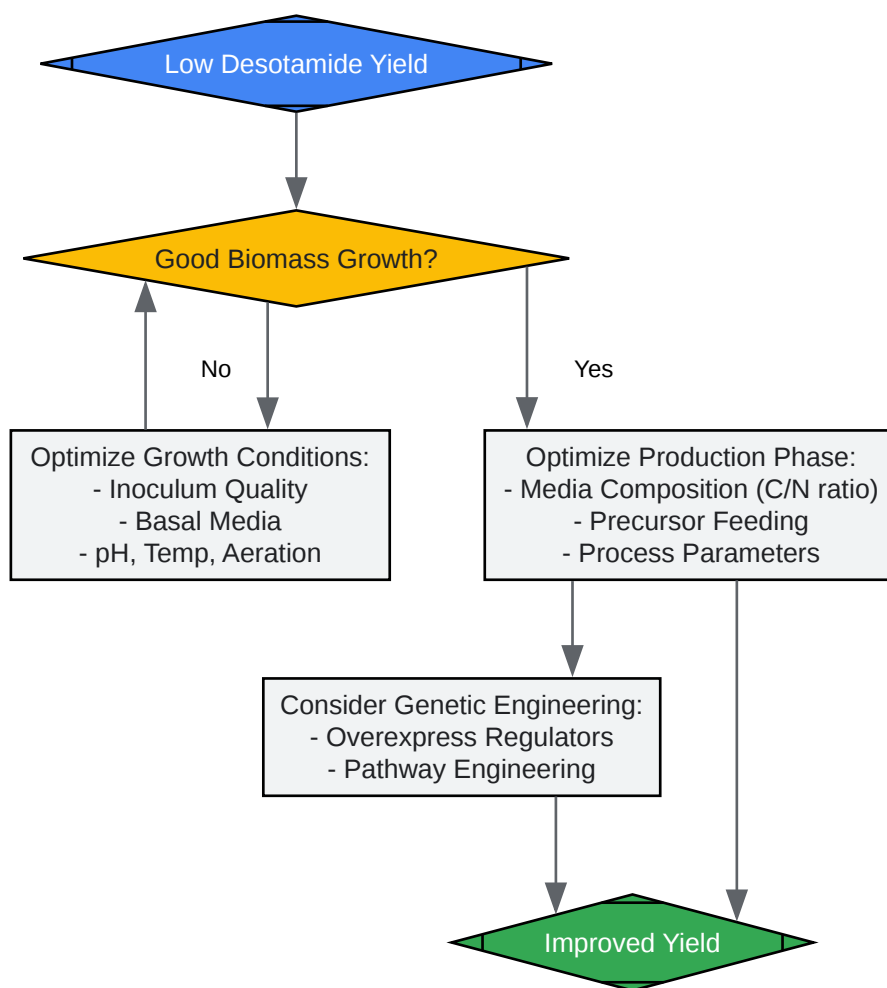 Low Desotamide Yield
Good Biomass Growth?
No
Yes
Optimize Growth Conditions:
- Inoculum Quality
- Basal Media
- pH, Temp, Aeration
Optimize Production Phase:
- Media Composition (C/N ratio)
- Precursor Feeding
- Process Parameters
Consider Genetic Engineering:
- Overexpress Regulators
- Pathway Engineering
Improved Yield